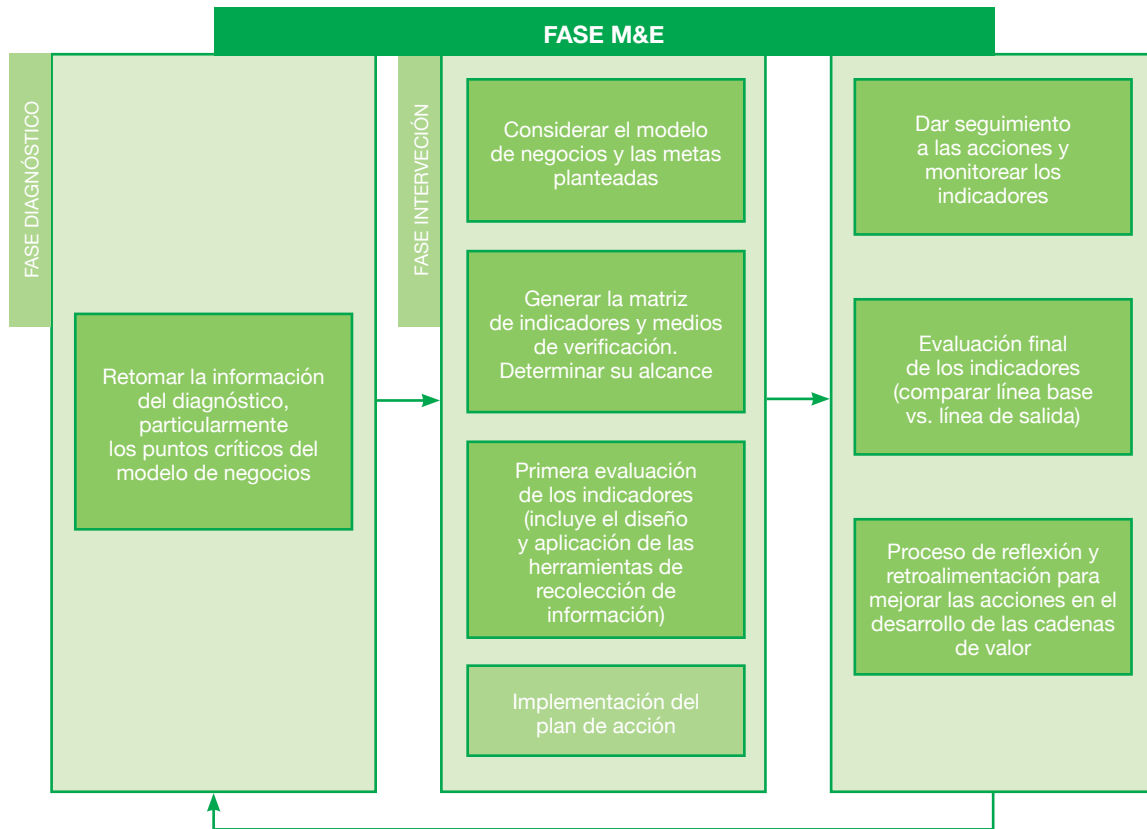 FASE M&E
FASE DIAGNÓSTICO
Retomar la información
del diagnóstico,
particularmente
los puntos críticos del
modelo de negocios
FASE INTERVECIÓN
Considerar el modelo
de negocios y las metas
planteadas
Generar la matriz
de indicadores y medios
de verificación.
Determinar su alcance
Primera evaluación
de los indicadores
(incluye el diseño
y aplicación de las
herramientas de
recolección de
información)
Implementación del
plan de acción
Dar seguimiento
a las acciones y
monitorear los
indicadores
Evaluación final
de los indicadores
(comparar línea base
vs. línea de salida)
Proceso de reflexión y
retroalimentación para
mejorar las acciones en el
desarrollo de las cadenas
de valor